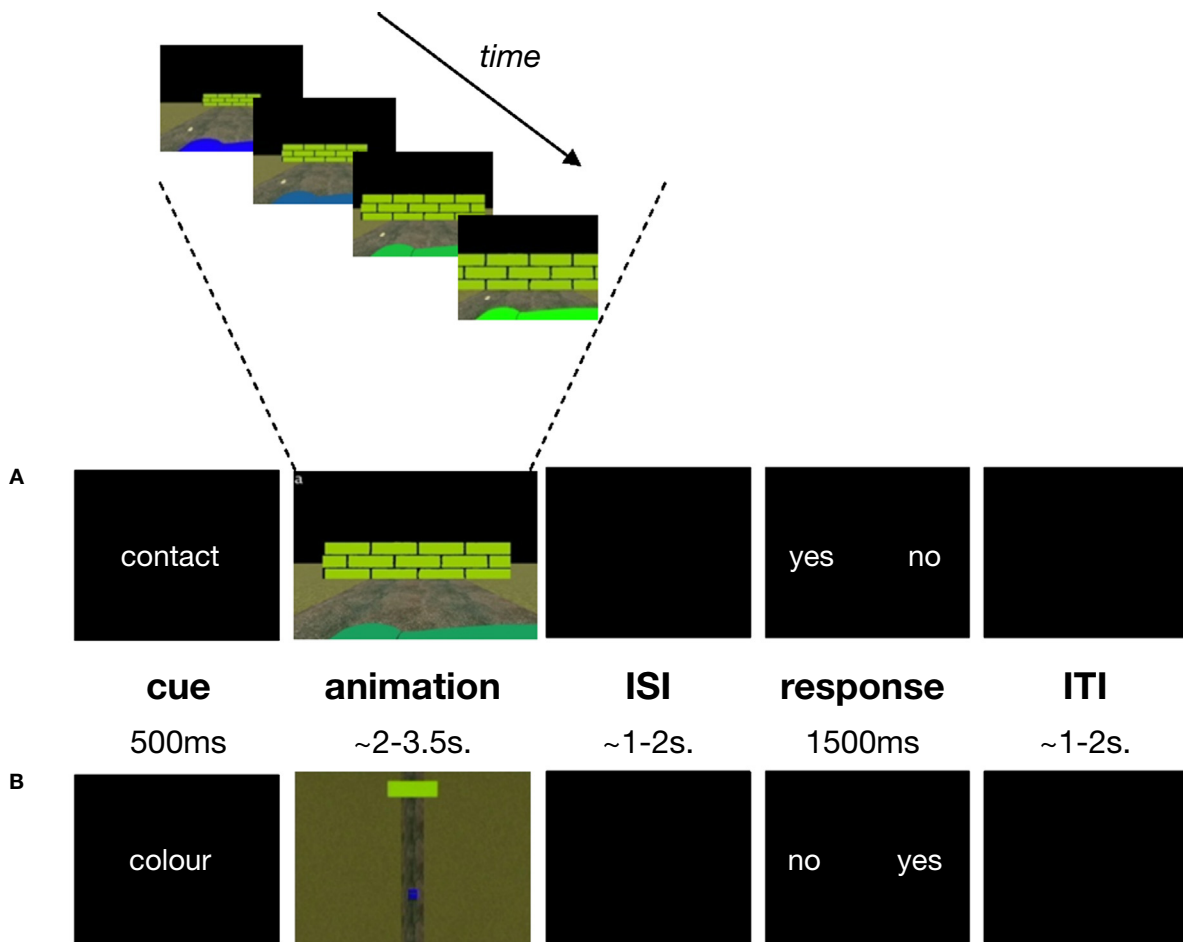 time
A
a
contact
yes no
cue animation ISI response ITI
500ms ~2-3.5s. ~1-2s. 1500ms ~1-2s.
B
colour
no yes